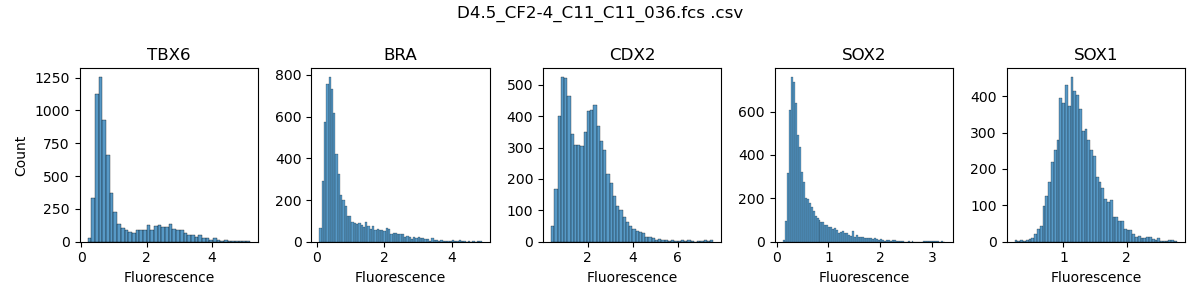 D4.5_CF2-4_C11_C11_036.fcs .csv
TBX6
BRA
CDX2
SOX2
SOX1
Count
1250
1000
750
500
250
0
800
600
400
200
0
500
400
300
200
100
0
600
400
200
0
400
300
200
100
0
0 2 4
0 2 4
2 4 6
0 1 2 3
1 2
Fluorescence
Fluorescence
Fluorescence
Fluorescence
Fluorescence